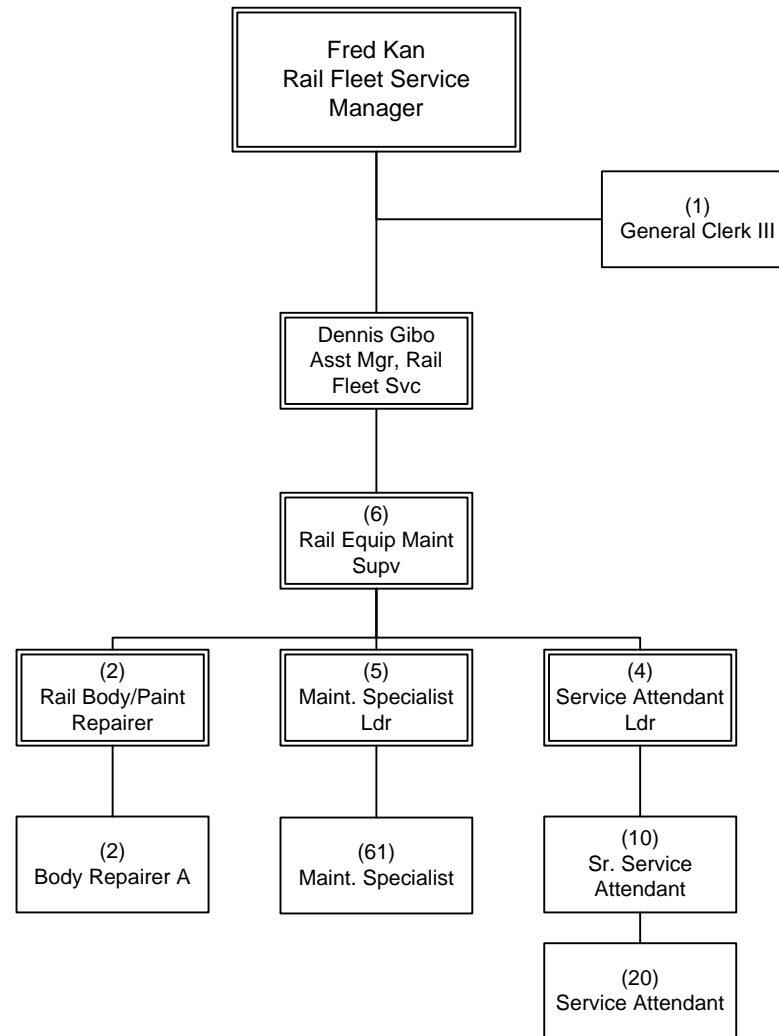 Fred Kan
Rail Fleet Service
Manager
(1)
General Clerk III
Dennis Gibo
Asst Mgr, Rail
Fleet Svc
(6)
Rail Equip Maint
Supv
(2)
Rail Body/Paint
Repairer
(5)
Maint. Specialist
Ldr
(4)
Service Attendant
Ldr
(2)
Body Repairer A
(61)
Maint. Specialist
(10)
Sr. Service
Attendant
(20)
Service Attendant